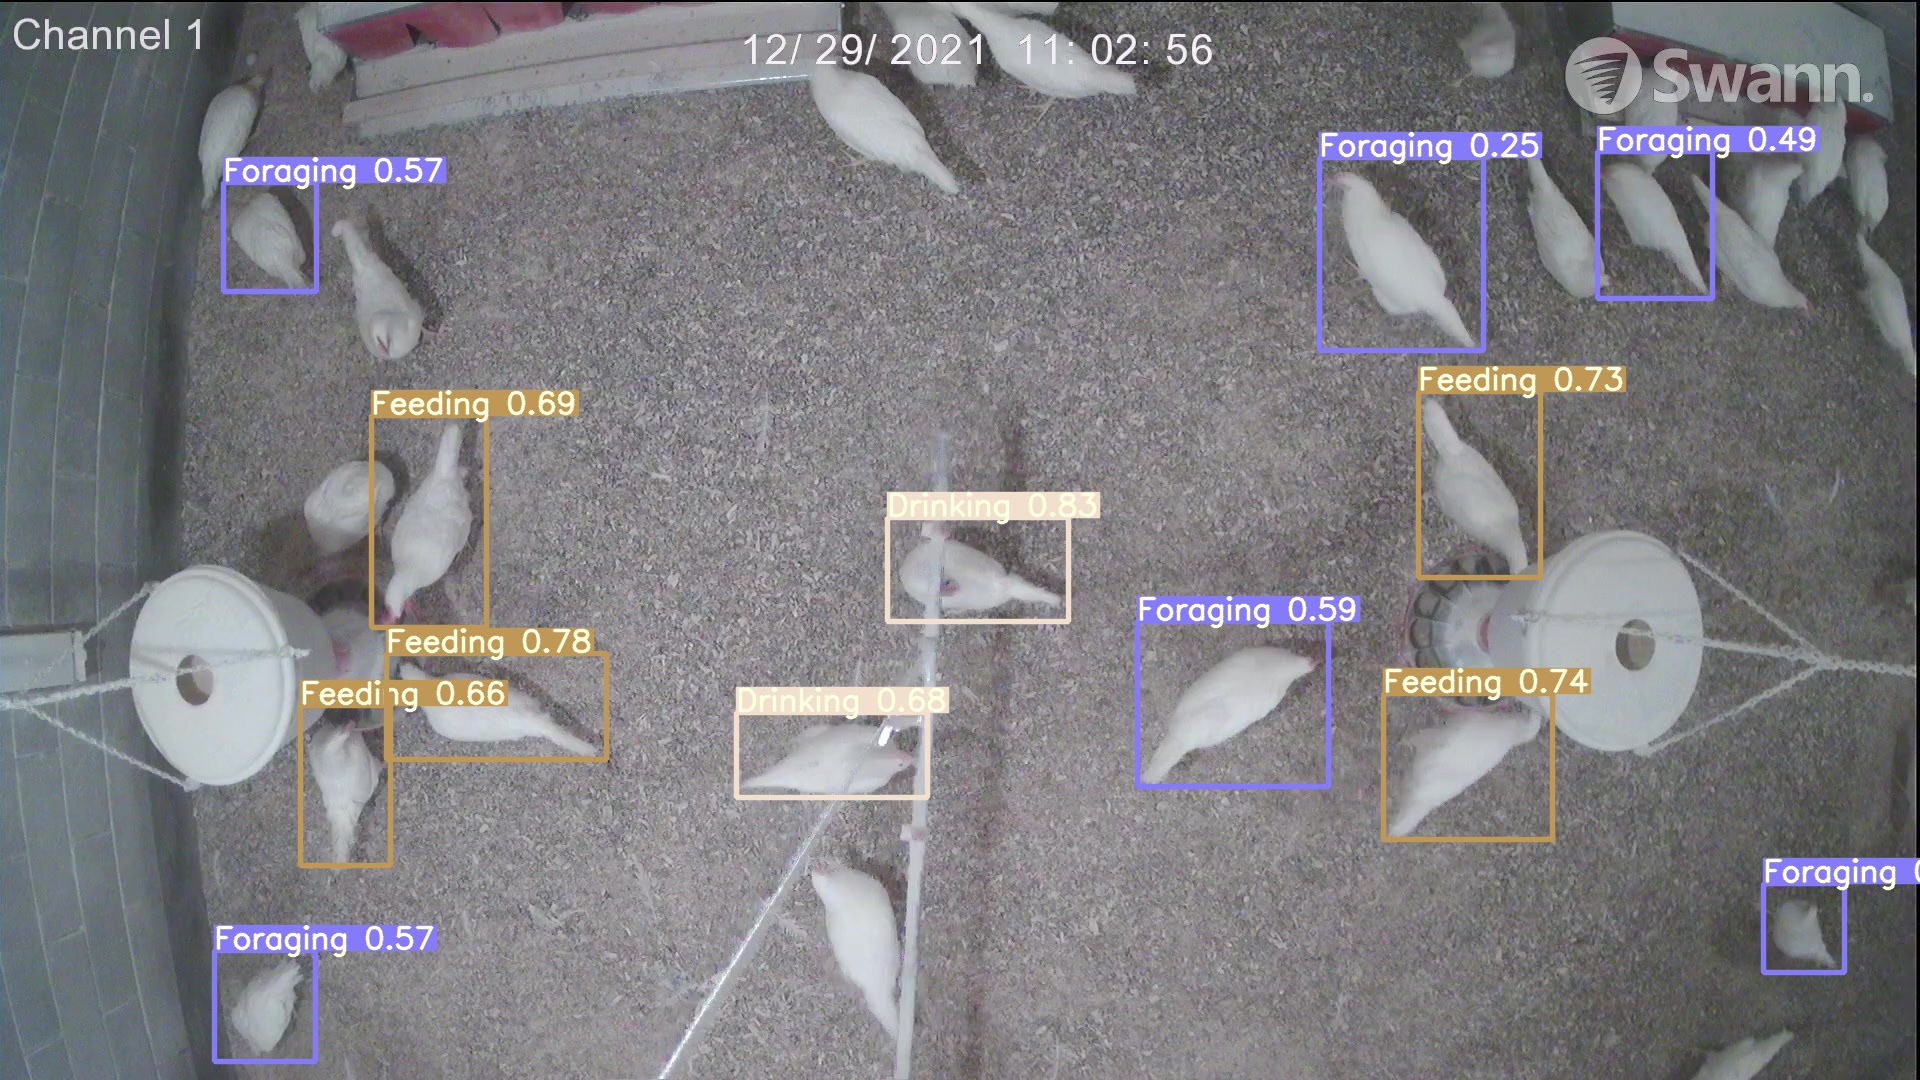 Channel 1
12/ 29/ 2021 11: 02: 56
Swann.
Foraging 0.57
Foraging 0.25
Foraging 0.49
Feeding 0.69
Feeding 0.73
Drinking 0.83
Foraging 0.59
Feeding 0.78
Feeding 0.66
Drinking 0.68
Feeding 0.74
Foraging
Foraging 0.57